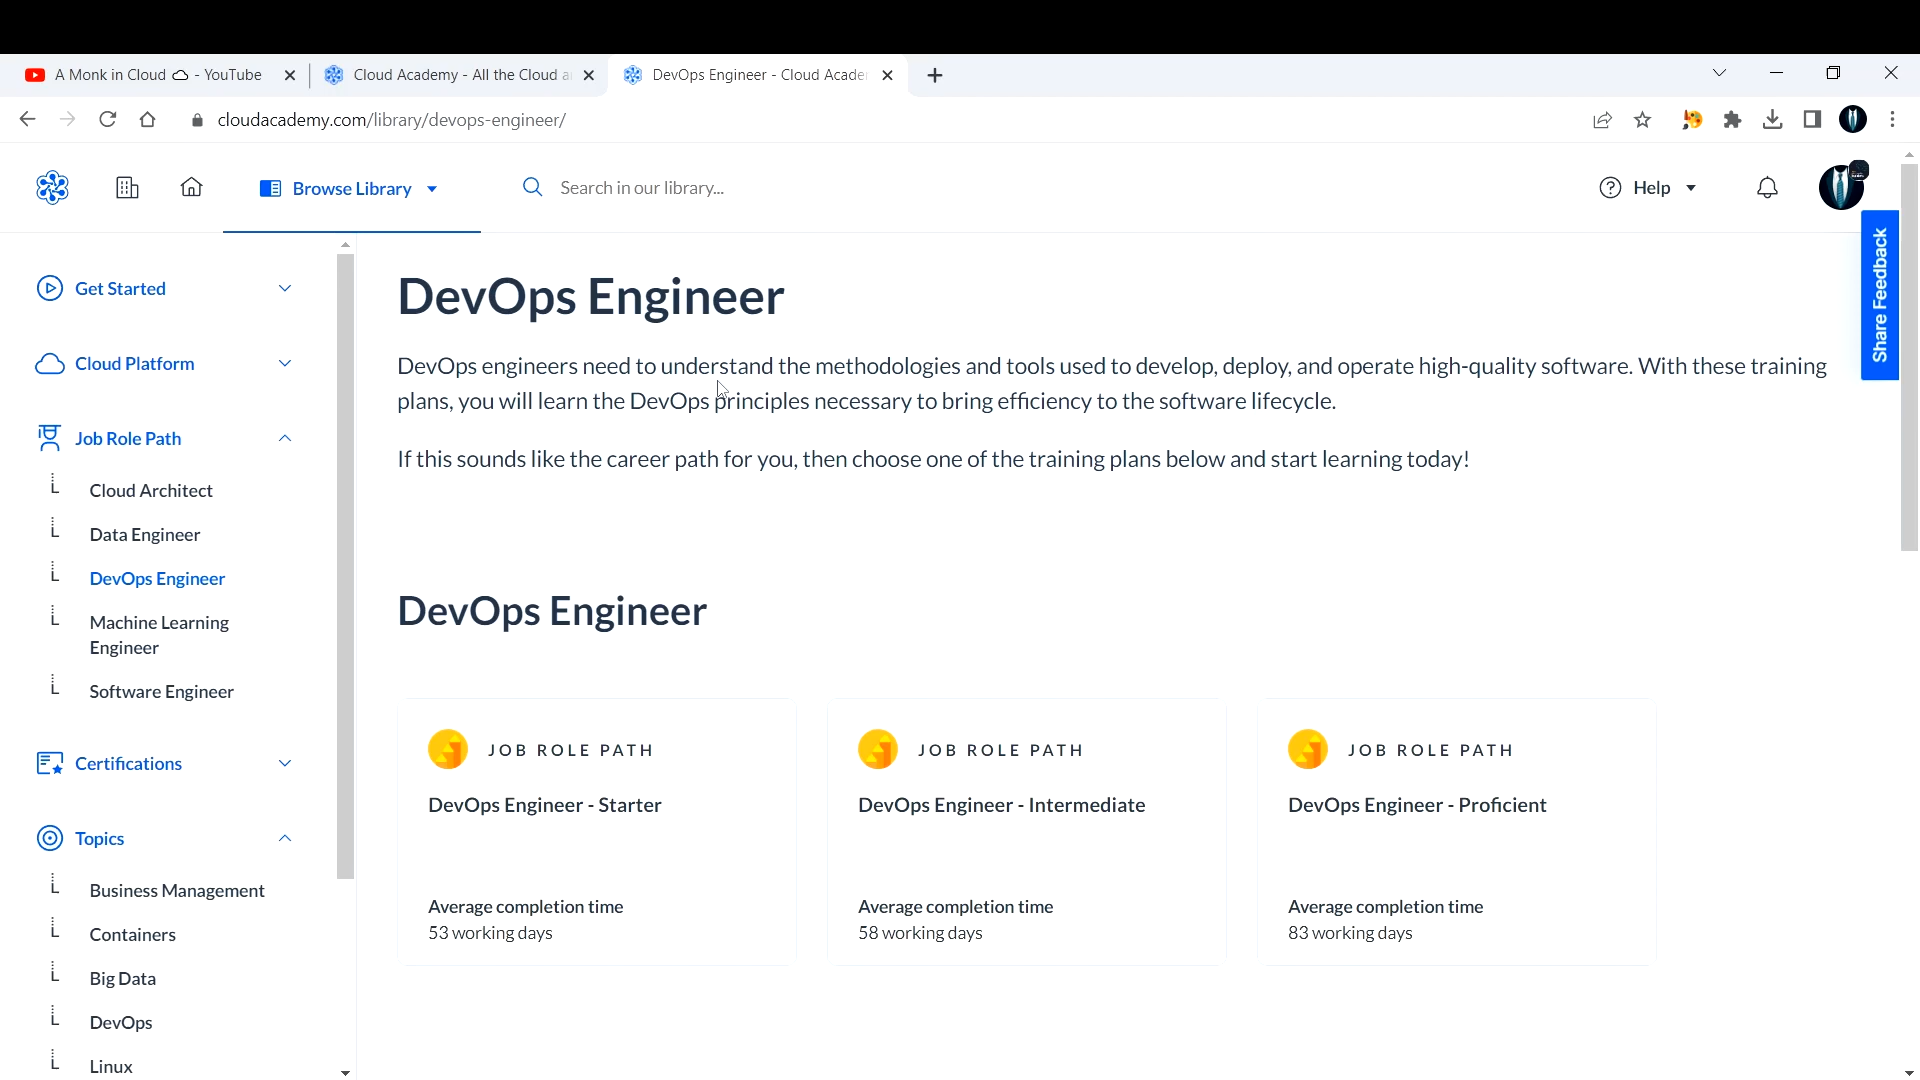 A Monk in Cloud - YouTube
Cloud Academy - All the Cloud a
DevOps Engineer - Cloud Acade
cloudacademy.com/library/devops-engineer/
Browse Library
Search in our library...
Help
Share Feedback
Get Started
Cloud Platform
Job Role Path
Cloud Architect
Data Engineer
DevOps Engineer
Machine Learning
Engineer
Software Engineer
Certifications
Topics
Business Management
Containers
Big Data
DevOps
Linux
DevOps Engineer
DevOps engineers need to understand the methodologies and tools used to develop, deploy, and operate high-quality software. With these training
plans, you will learn the DevOps principles necessary to bring efficiency to the software lifecycle.
If this sounds like the career path for you, then choose one of the training plans below and start learning today!
DevOps Engineer
JOB ROLE PATH
DevOps Engineer - Starter
Average completion time
53 working days
JOB ROLE PATH
DevOps Engineer - Intermediate
Average completion time
58 working days
JOB ROLE PATH
DevOps Engineer - Proficient
Average completion time
83 working days